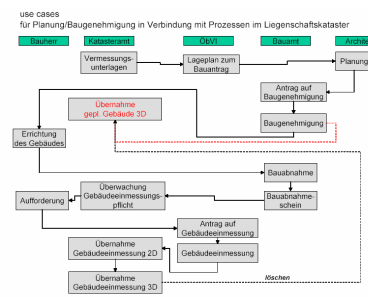 use cases
für Planung/Baugenehmigung in Verbindung mit Prozessen im Liegenschaftskataster
Bauherr Katasteramt ÖbVI Bauamt Archite
Vermessungs-
unterlagen
Lageplan zum
Bauantrag
Planung
Antrag auf
Baugenehmigung
Übernahme
gepl. Gebäude 3D
Baugenehmigung
Errichtung
des Gebäudes
Bauabnahme
Überwachung
Gebäudeeinmessungs-
pflicht
Bauabnahme-
schein
Aufforderung
Antrag auf
Gebäudeeinmessung
Übernahme
Gebäudeeinmessung 2D
Gebäudeeinmessung
Übernahme
Gebäudeeinmessung 3D
löschen